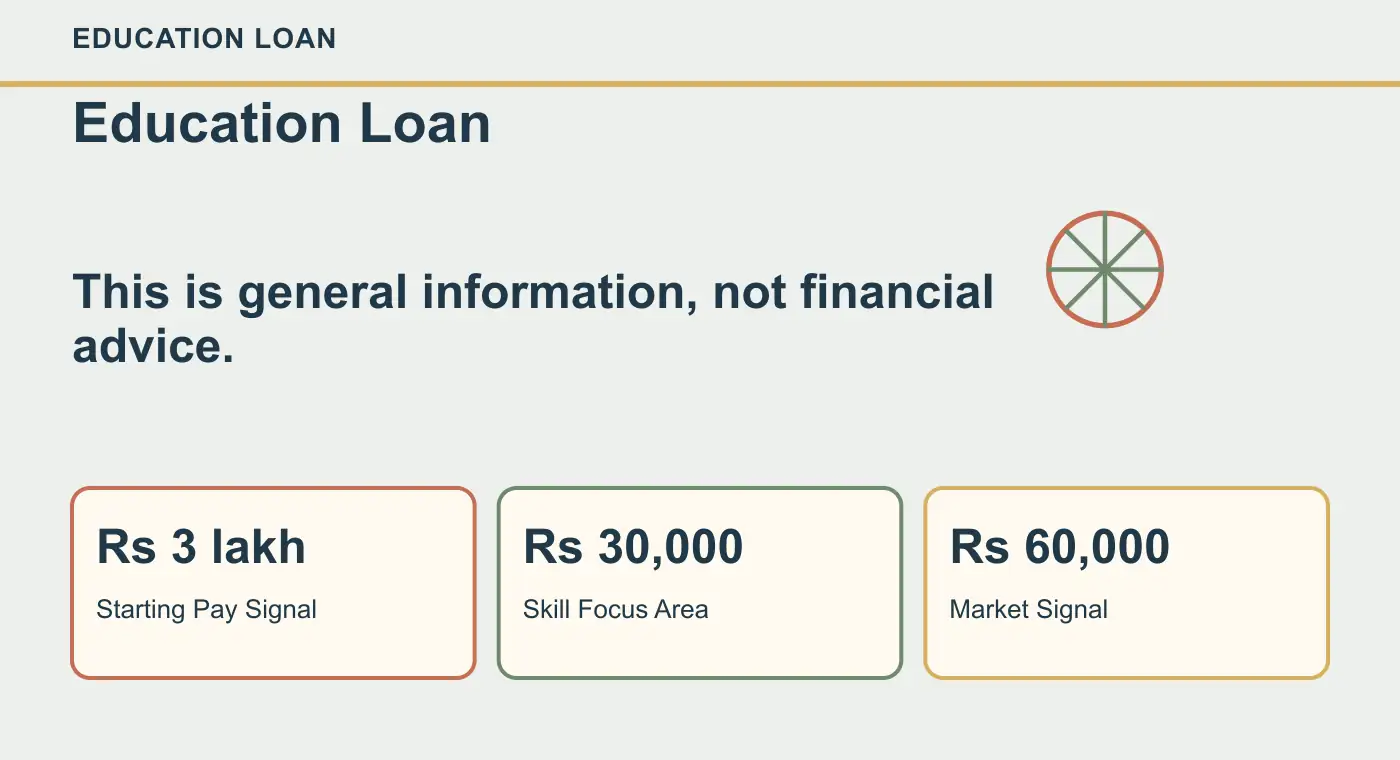 EDUCATION LOAN
Education Loan
This is general information, not financial
advice.
Rs 3 lakh
Starting Pay Signal
Rs 30,000
Skill Focus Area
Rs 60,000
Market Signal